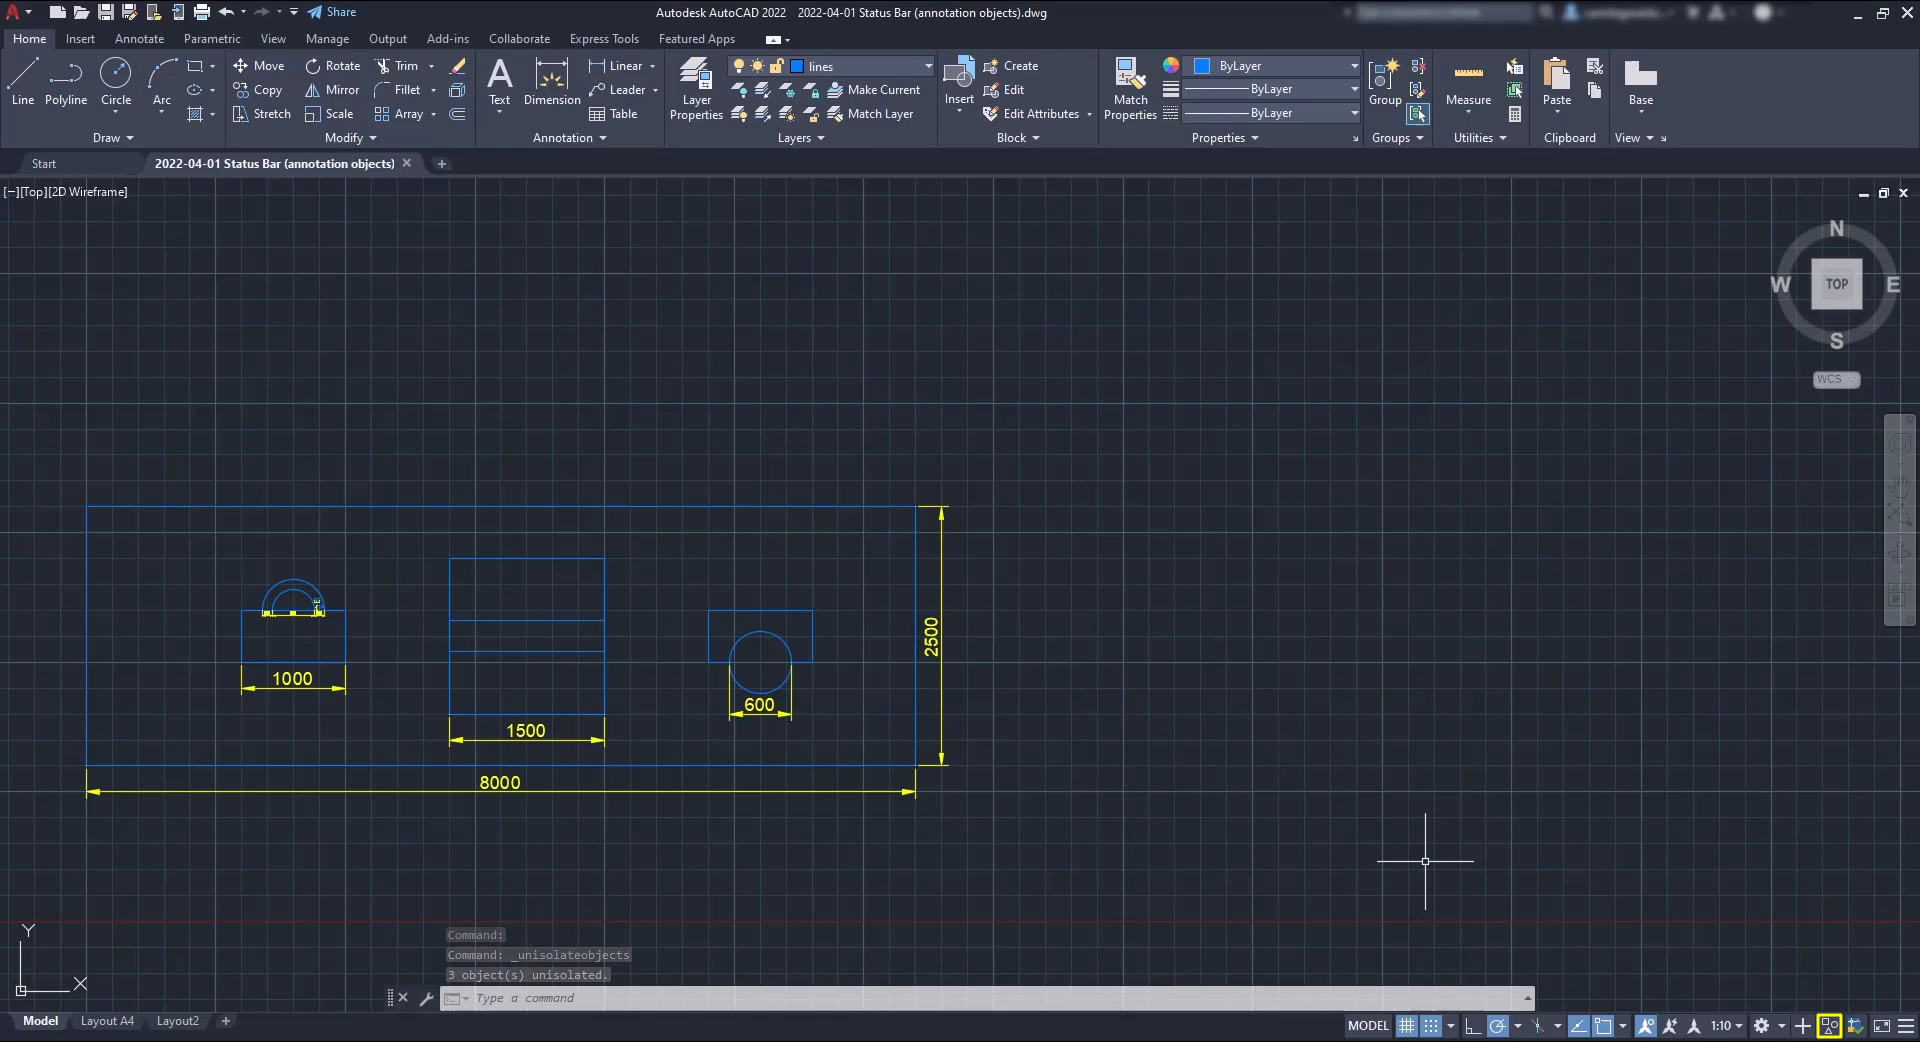 Share
Autodesk AutoCAD 2022 2022-04-01 Status Bar (annotation objects).dwg
Home Insert Annotate Parametric View Manage Output Add-ins Collaborate Express Tools Featured Apps
Line Polyline Circle Arc
Move Rotate Trim
Copy Mirror Fillet
Stretch Scale Array
Text Dimension
Linear
Leader
Table
Layer Properties
lines
Make Current
Match Layer
Insert
Create
Edit
Edit Attributes
Match Properties
ByLayer
ByLayer
ByLayer
Group
Measure
Paste
Base
Draw Modify Annotation Layers Block Properties Groups Utilities Clipboard View
Start 2022-04-01 Status Bar (annotation objects)
[−][Top][2D Wireframe]
N
W TOP E
S
WCS
2500
1000
600
1500
8000
Y
X
Command:
Command: _unisolateobjects
3 object(s) unisolated.
Type a command
Model Layout A4 Layout2
MODEL 1:10